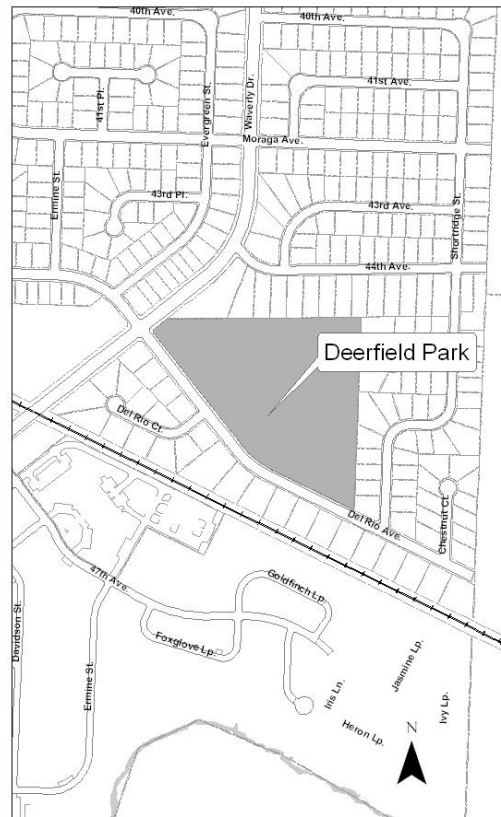 40th Ave.
40th Ave.
41st Pl.
Evergreen St.
Waverly Dr.
41st Ave.
Moraga Ave.
Ermine St.
43rd Pl.
43rd Ave.
Shortridge St.
44th Ave.
Deerfield Park
Del Rio Ct.
Del Rio Ave.
Chestnut Ct.
47th Ave.
Goldfinch Lp.
Foxglove Lp.
Davidson St.
Ermine St.
Iris Ln.
Jasmine Lp.
Heron Lp.
Ivy Lp.
N